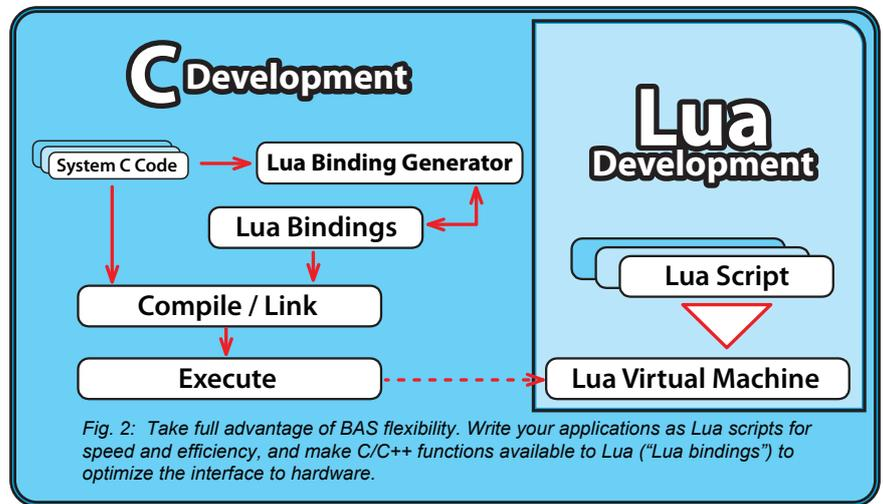 C Development
Lua
Development
System C Code
Lua Binding Generator
Lua Bindings
Lua Script
Compile / Link
Execute
Lua Virtual Machine
Fig. 2: Take full advantage of BAS flexibility. Write your applications as Lua scripts for
speed and efficiency, and make C/C++ functions available to Lua (“Lua bindings”) to
optimize the interface to hardware.